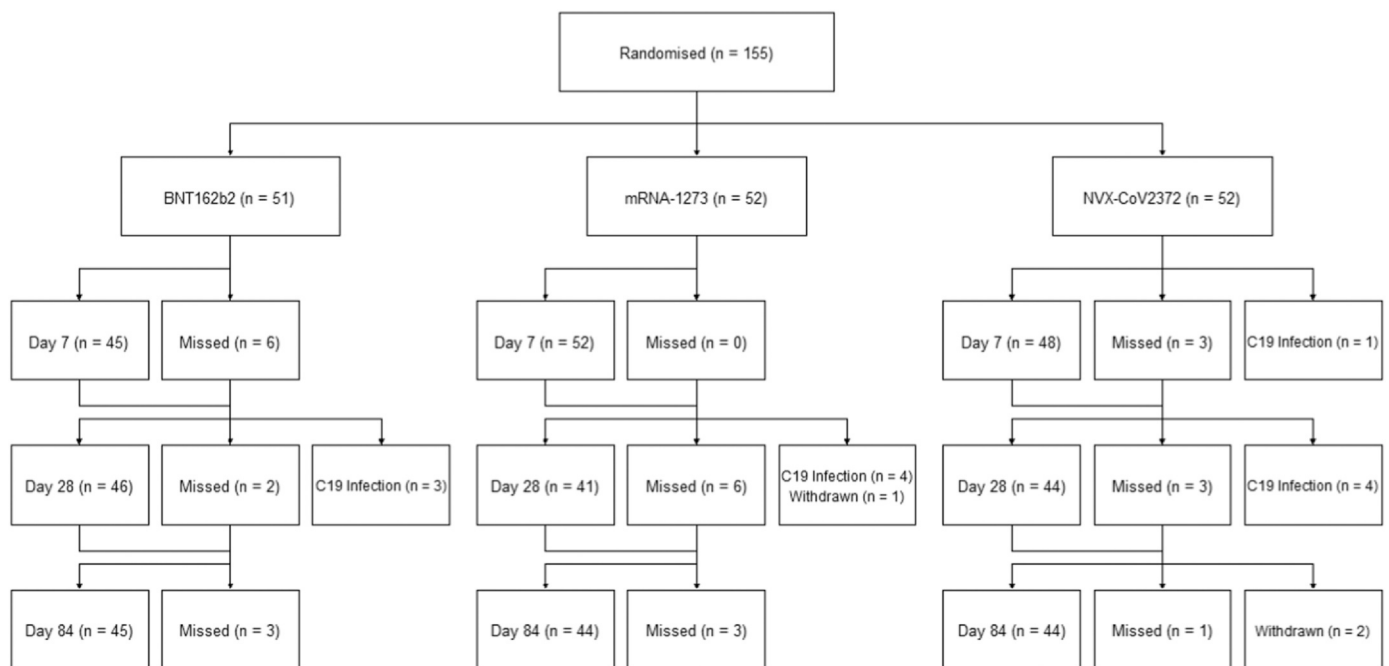 Randomised (n = 155)
BNT162b2 (n = 51)
mRNA-1273 (n = 52)
NVX-CoV2372 (n = 52)
Day 7 (n = 45)
Missed (n = 6)
Day 7 (n = 52)
Missed (n = 0)
Day 7 (n = 48)
Missed (n = 3)
C19 Infection (n = 1)
Day 28 (n = 46)
Missed (n = 2)
C19 Infection (n = 3)
Day 28 (n = 41)
Missed (n = 6)
C19 Infection (n = 4)
Withdrawn (n = 1)
Day 28 (n = 44)
Missed (n = 3)
C19 Infection (n = 4)
Day 84 (n = 45)
Missed (n = 3)
Day 84 (n = 44)
Missed (n = 3)
Day 84 (n = 44)
Missed (n = 1)
Withdrawn (n = 2)